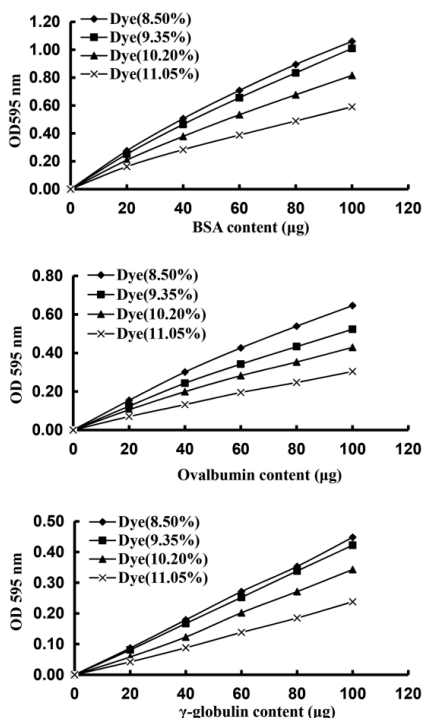 1.20
1.00
0.80
0.60
0.40
0.20
0.00
OD595 nm
Dye(8.50%)
Dye(9.35%)
Dye(10.20%)
Dye(11.05%)
0 20 40 60 80 100 120
BSA content (μg)
0.80
0.60
0.40
0.20
0.00
OD 595 nm
Dye(8.50%)
Dye(9.35%)
Dye(10.20%)
Dye(11.05%)
0 20 40 60 80 100 120
Ovalbumin content (μg)
0.50
0.40
0.30
0.20
0.10
0.00
OD 595 nm
Dye(8.50%)
Dye(9.35%)
Dye(10.20%)
Dye(11.05%)
0 20 40 60 80 100 120
γ-globulin content (μg)